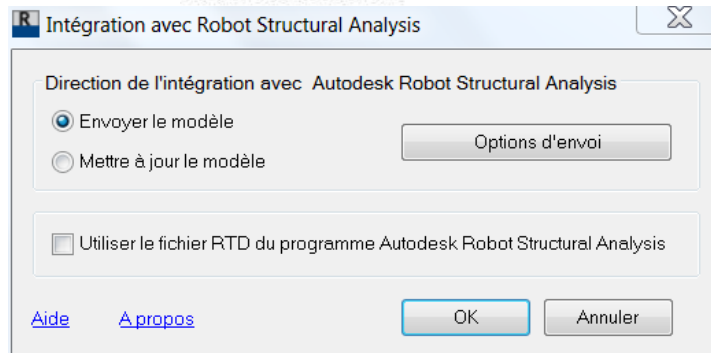 Intégration avec Robot Structural Analysis
Direction de l'intégration avec Autodesk Robot Structural Analysis
Envoyer le modèle
Options d'envoi
Mettre à jour le modèle
Utiliser le fichier RTD du programme Autodesk Robot Structural Analysis
Aide A propos OK Annuler